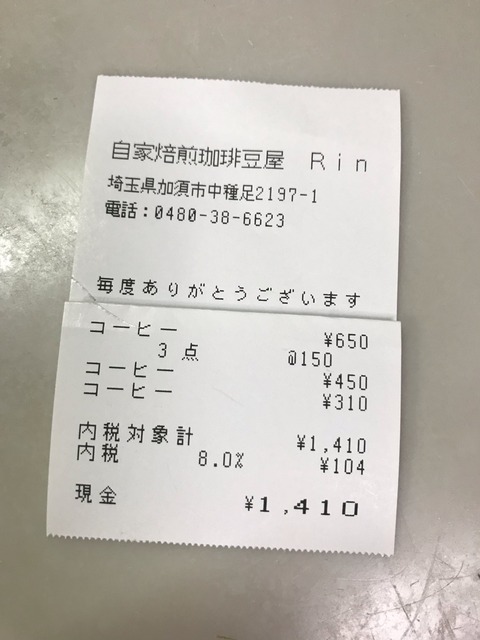 自家焙煎珈琲豆屋 Rin
埼玉県加須市中種足2197-1
電話:0480-38-6623
毎度ありがとうございます
コーヒー ¥650
3点 @150
コーヒー ¥450
コーヒー ¥310
内税対象計 ¥1,410
内税 8.0% ¥104
現金 ¥1,410